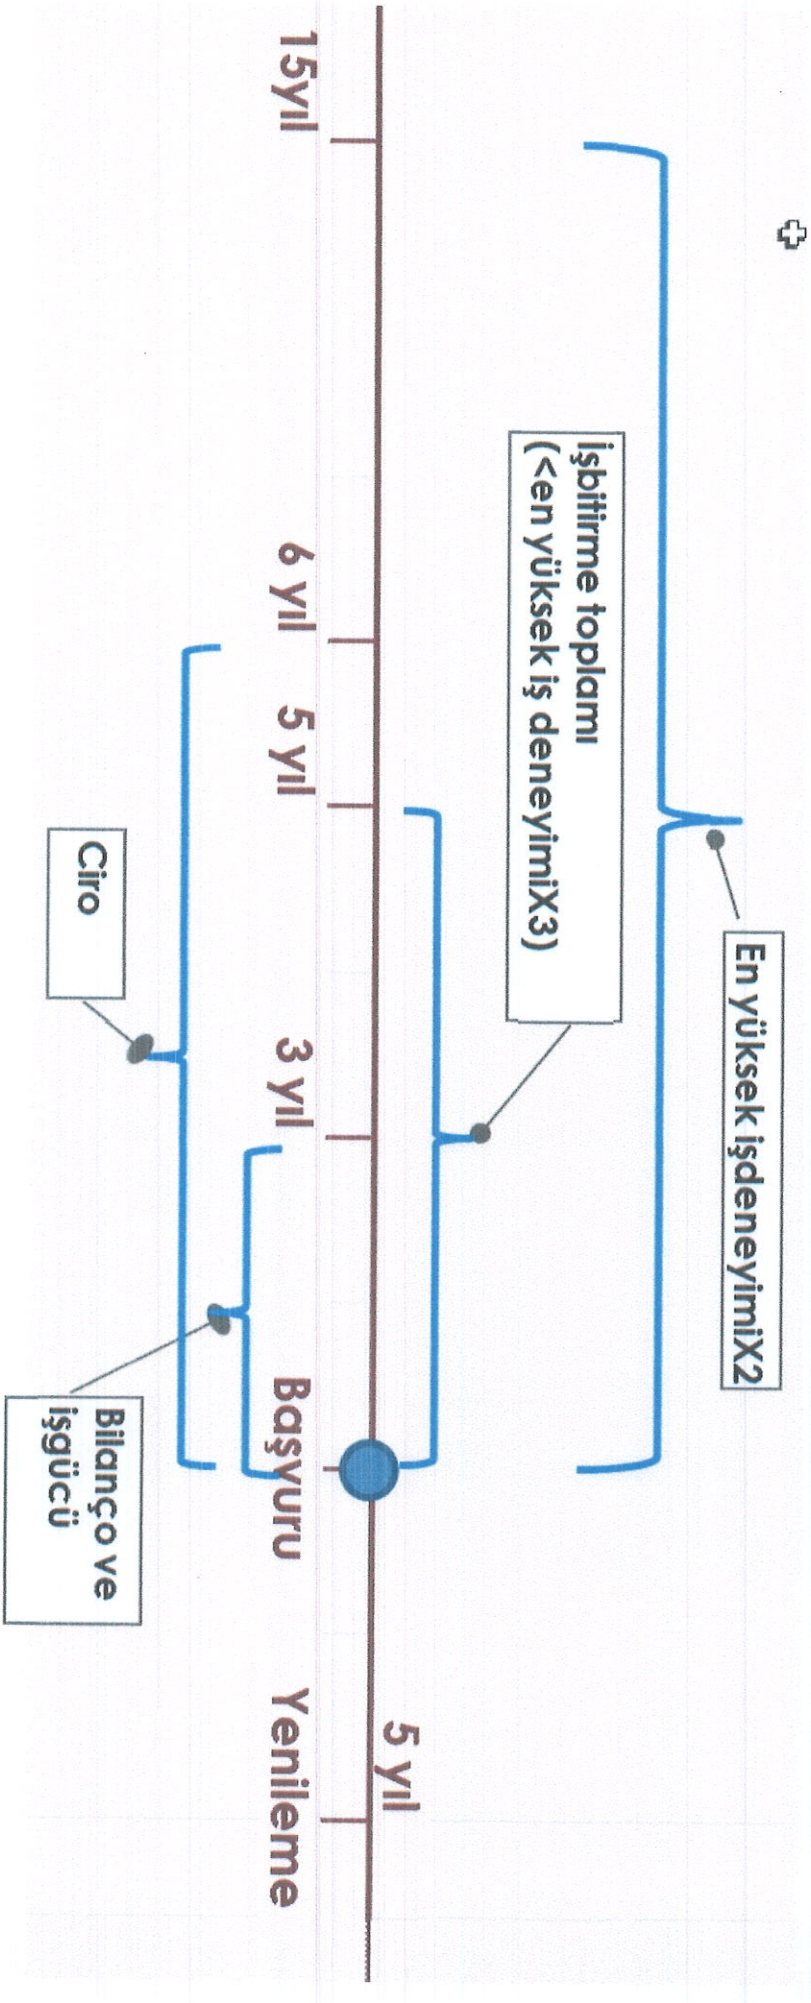 En yüksek işdeneyimiX2
İşbitirme toplamı
(<en yüksek iş deneyimiX3)
5 yıl
15yıl
6 yıl
5 yıl
3 yıl
Başvuru
Yenileme
Ciro
Bilanço ve
işgücü